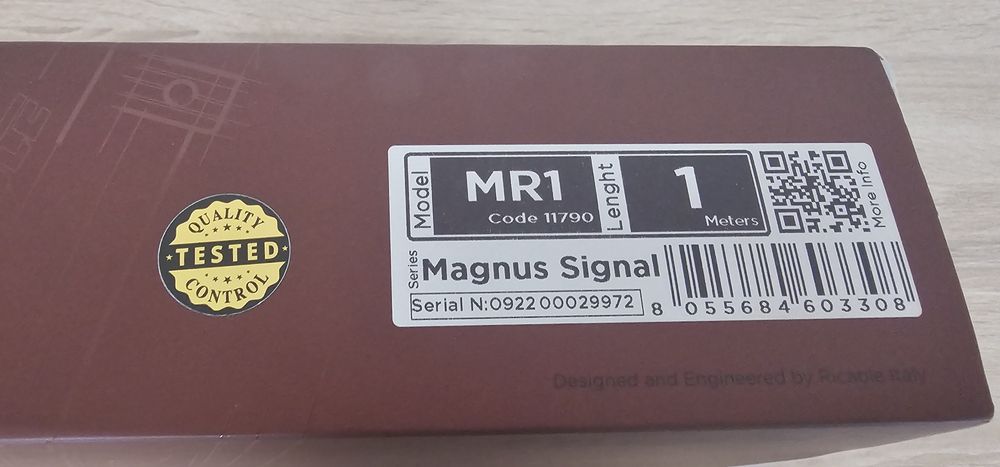 QUALITY
TESTED
CONTROL
Model
MR1
Code 11790
Lenght
1
Meters
More Info
Series
Magnus Signal
Serial N:0922 00029972
8 055684 603308
Designed and Engineered by Ricable Italy